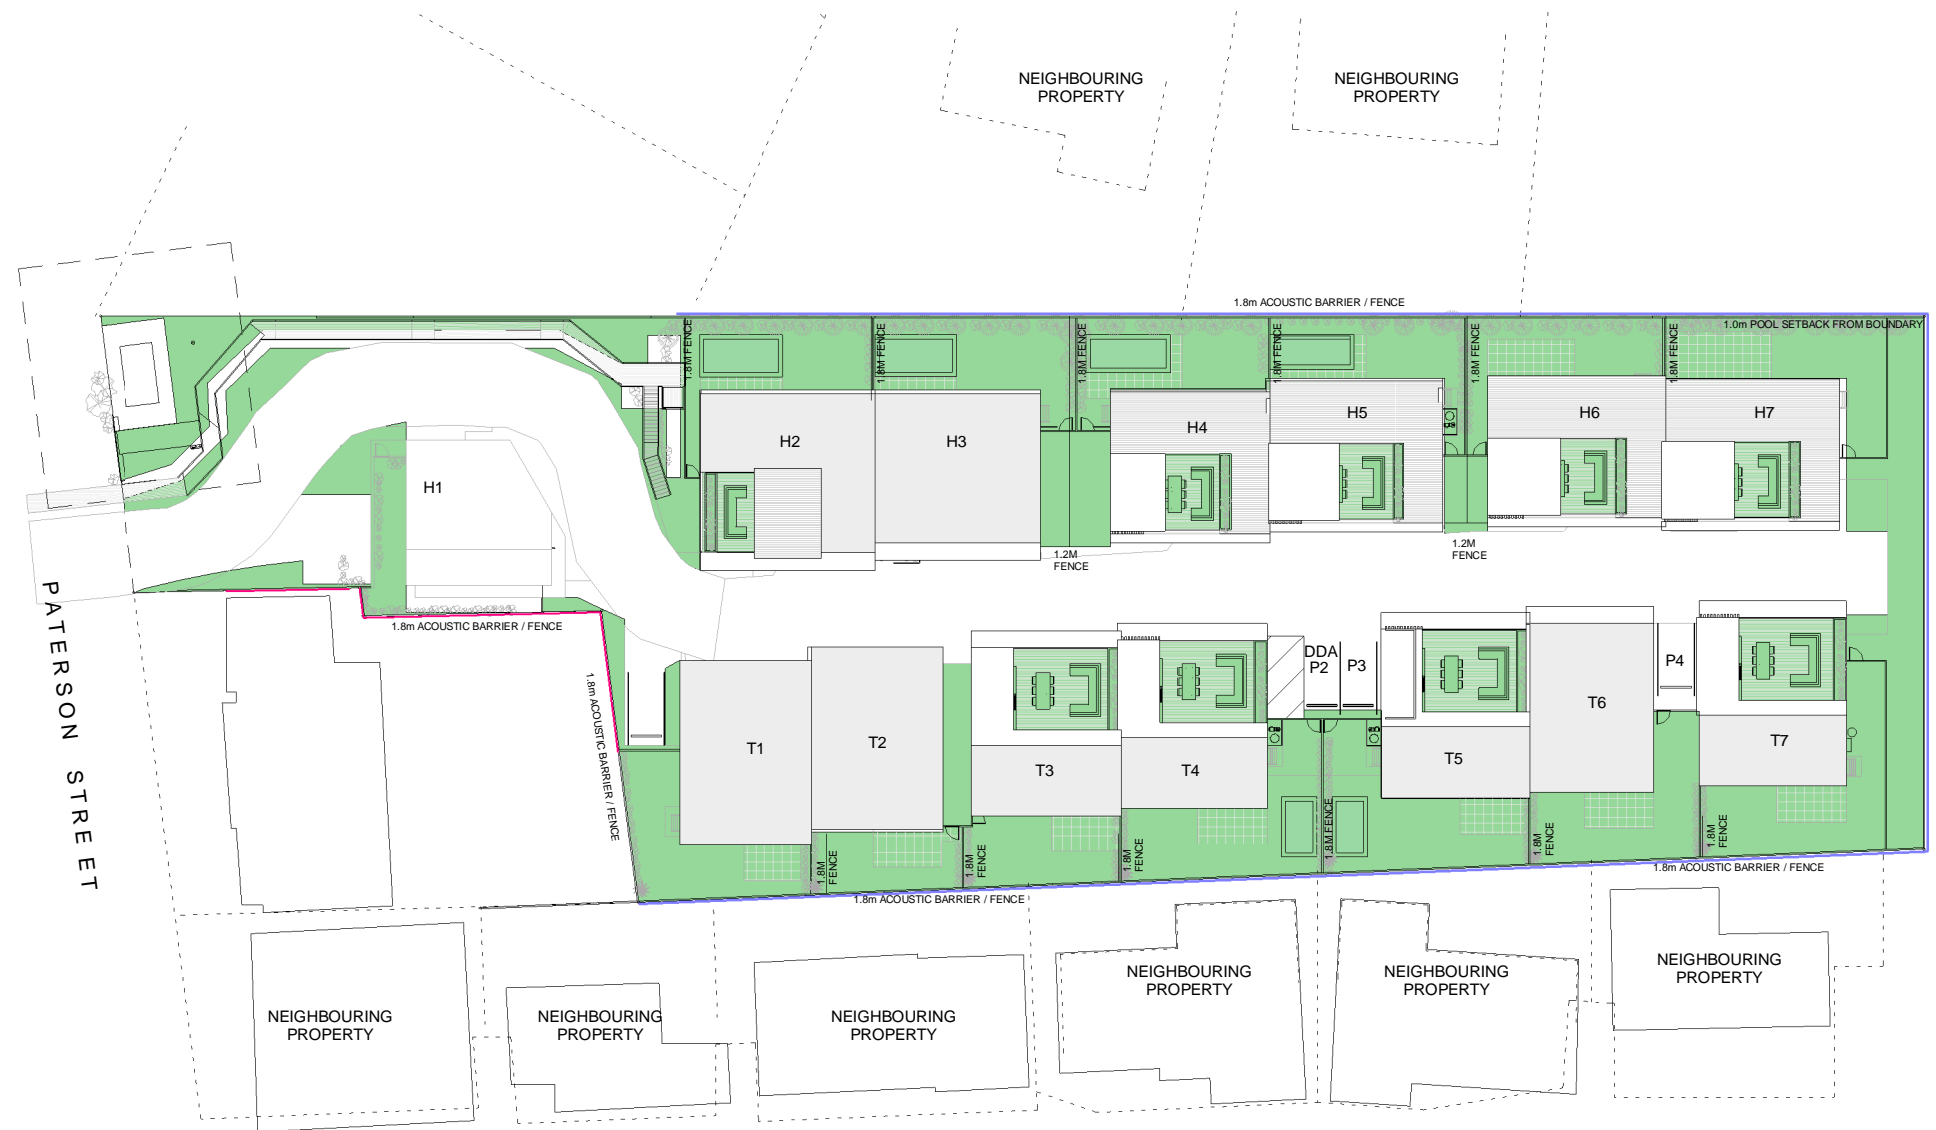 NEIGHBOURING
PROPERTY
NEIGHBOURING
PROPERTY
1.8m ACOUSTIC BARRIER / FENCE
1.0m POOL SETBACK FROM BOUNDARY
1.8M FENCE
1.8M FENCE
1.8M FENCE
1.8M FENCE
1.8M FENCE
1.8M FENCE
H1
H2
H3
H4
H5
H6
H7
1.2M
FENCE
1.2M
FENCE
PATERSON STREET
1.8m ACOUSTIC BARRIER / FENCE
1.8m ACOUSTIC BARRIER / FENCE
DDA
P2
P3
P4
T1
T2
T3
T4
T5
T6
T7
1.8M
FENCE
1.8M
FENCE
1.8M
FENCE
1.8M FENCE
1.8M
FENCE
1.8M
FENCE
1.8m ACOUSTIC BARRIER / FENCE
1.8m ACOUSTIC BARRIER / FENCE
NEIGHBOURING
PROPERTY
NEIGHBOURING
PROPERTY
NEIGHBOURING
PROPERTY
NEIGHBOURING
PROPERTY
NEIGHBOURING
PROPERTY
NEIGHBOURING
PROPERTY